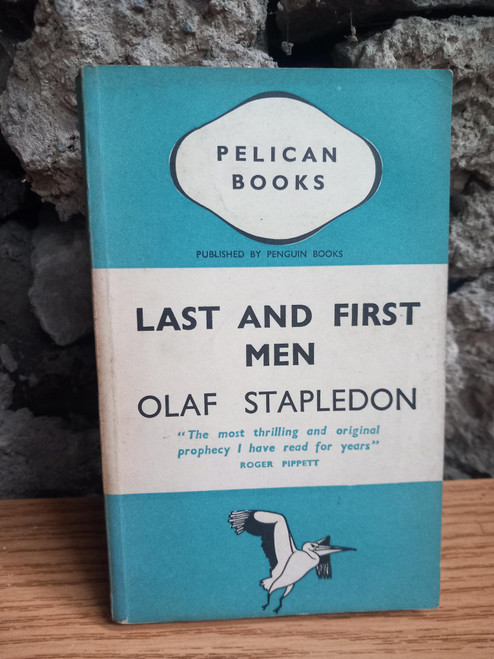 PELICAN
BOOKS
PUBLISHED BY PENGUIN BOOKS
LAST AND FIRST
MEN
OLAF STAPLEDON
"The most thrilling and original
prophecy I have read for years"
ROGER PIPPETT